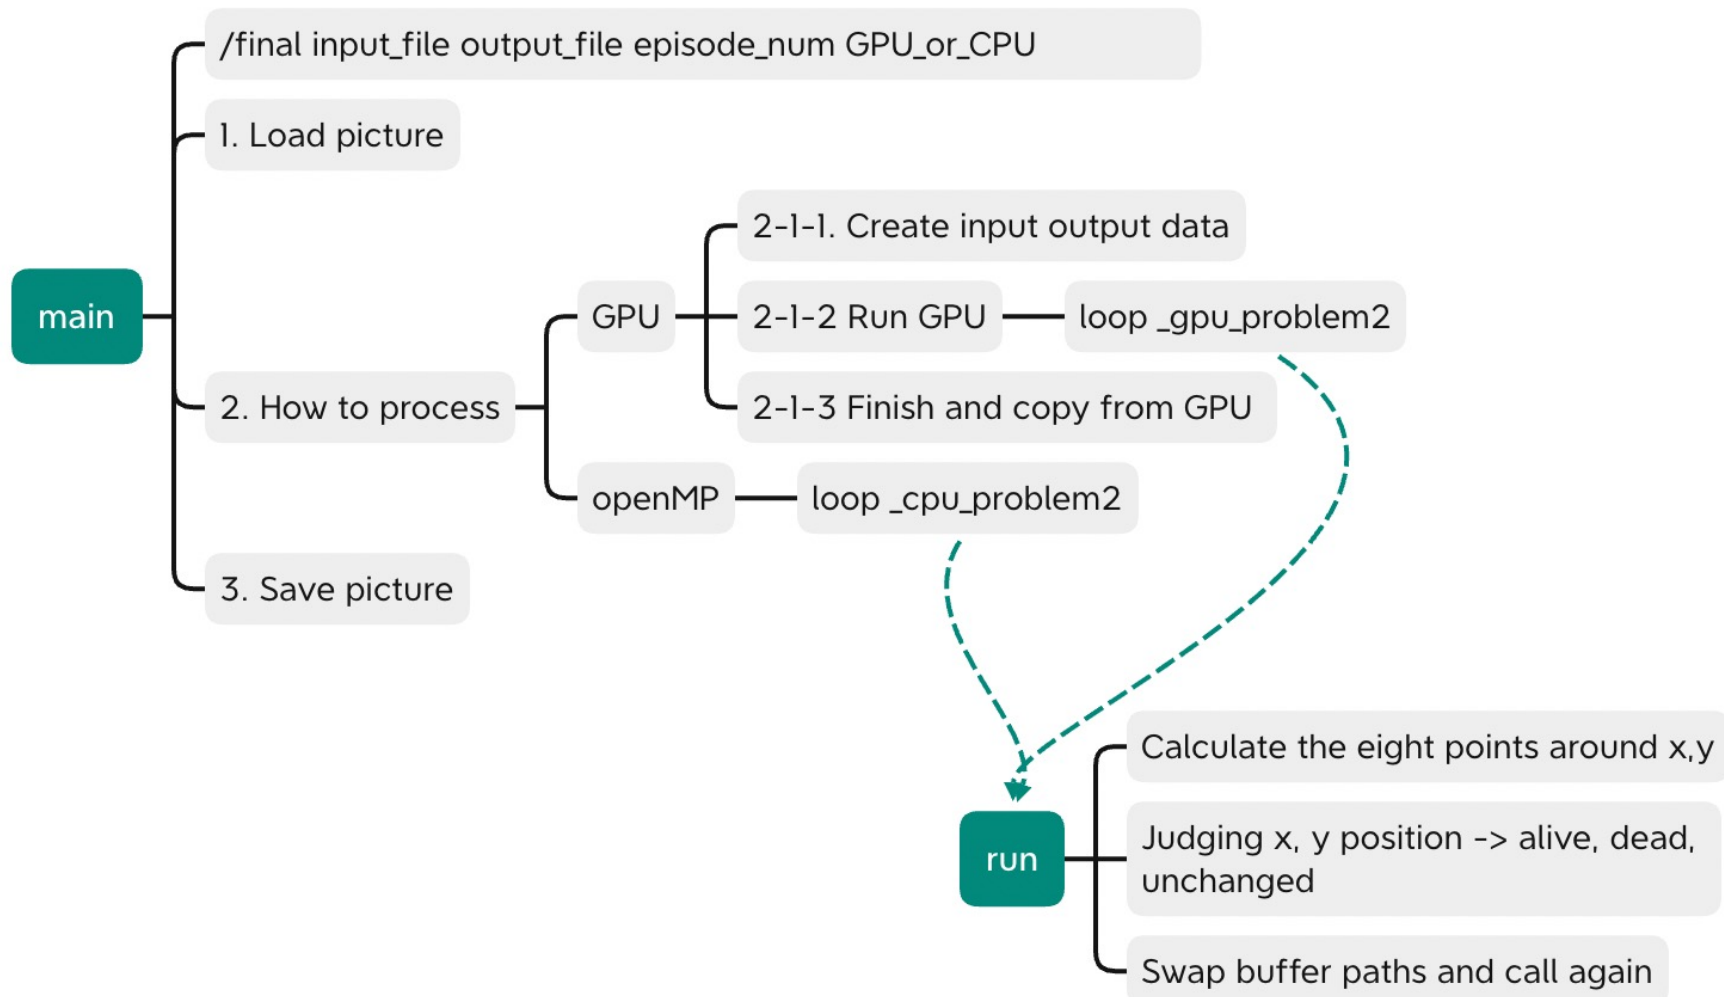 /final input_file output_file episode_num GPU_or_CPU
1. Load picture
2-1-1. Create input output data
main
GPU
2-1-2 Run GPU
loop _gpu_problem2
2. How to process
2-1-3 Finish and copy from GPU
openMP
loop _cpu_problem2
3. Save picture
Calculate the eight points around x,y
run
Judging x, y position -> alive, dead,
unchanged
Swap buffer paths and call again